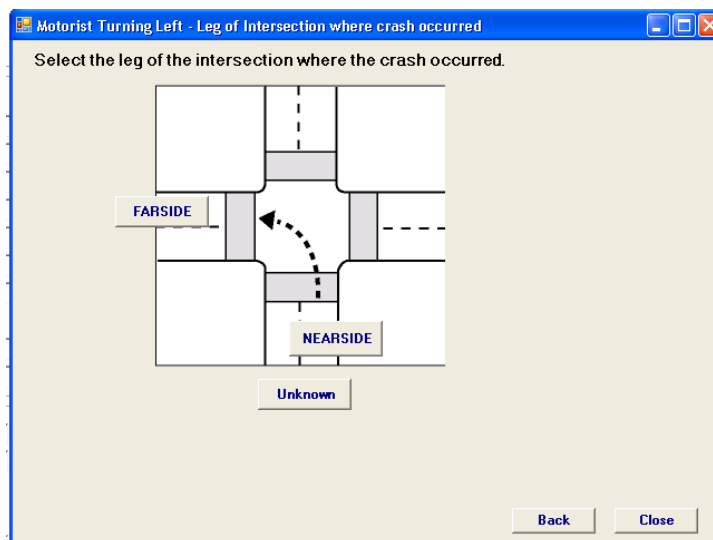 Motorist Turning Left - Leg of Intersection where crash occurred
Select the leg of the intersection where the crash occurred.
FARSIDE
NEARSIDE
Unknown
Back Close